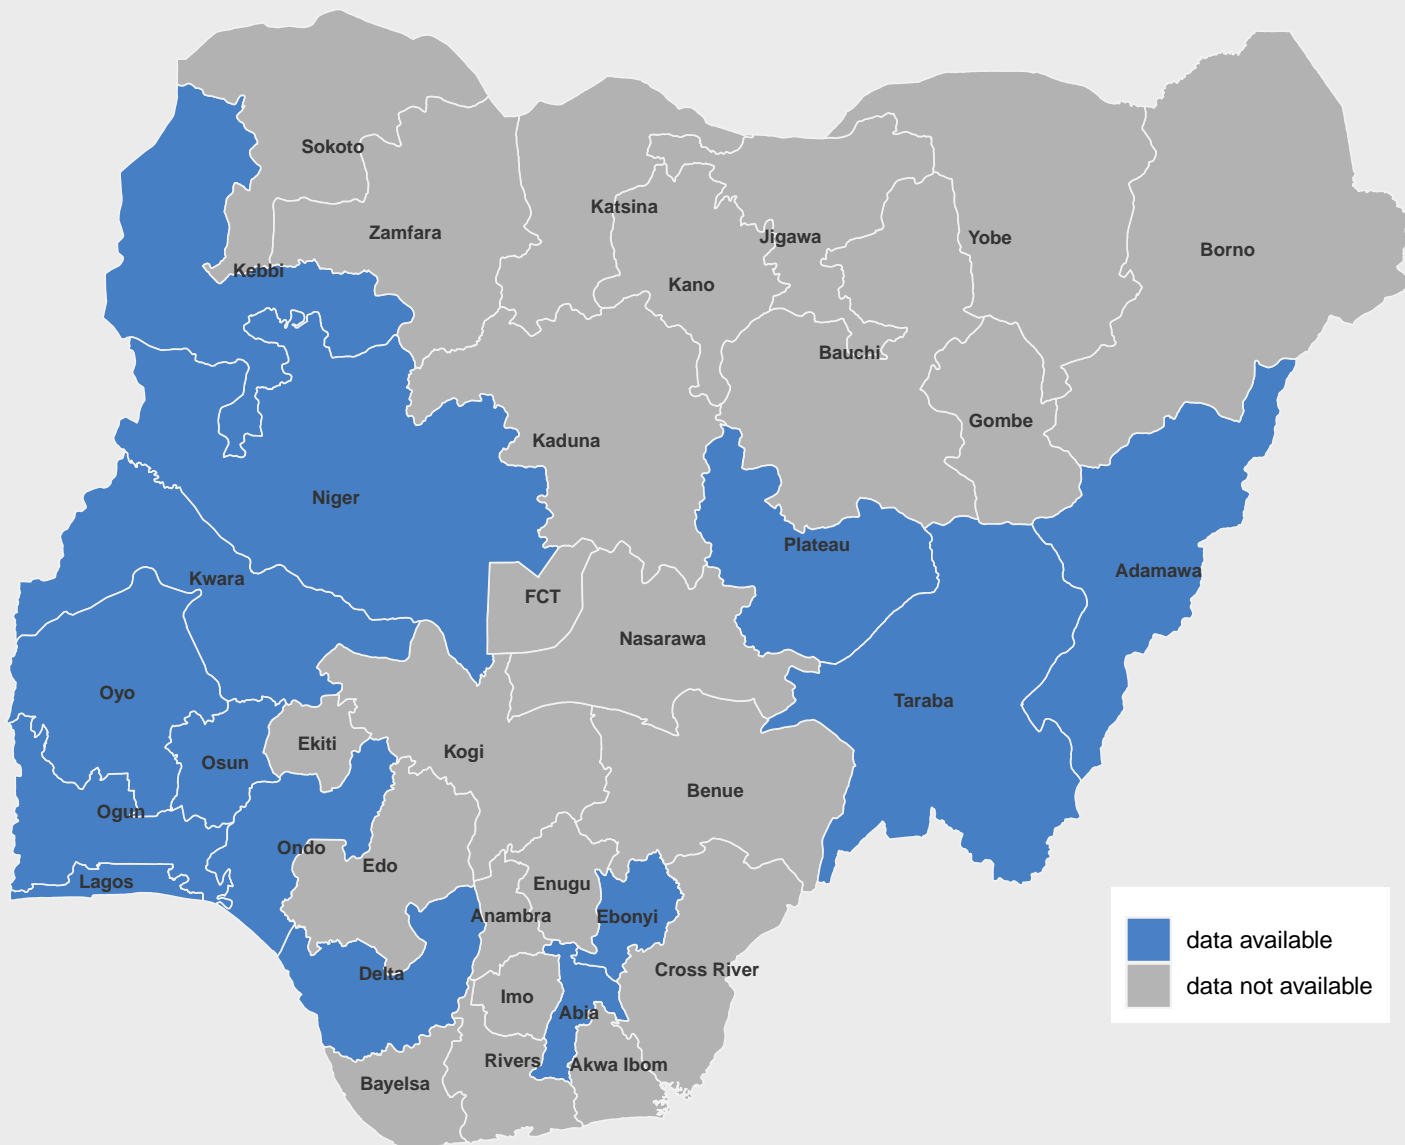 Sokoto
Katsina
Zamfara
Jigawa
Yobe
Borno
Kebbi
Kano
Bauchi
Gombe
Kaduna
Niger
Plateau
Adamawa
Kwara
FCT
Nasarawa
Oyo
Taraba
Ekiti
Kogi
Osun
Benue
Ogun
Ondo
Edo
Lagos
Enugu
Anambra
Ebonyi
Delta
Cross River
Imo
Abia
Rivers
Akwa Ibom
Bayelsa
data available
data not available